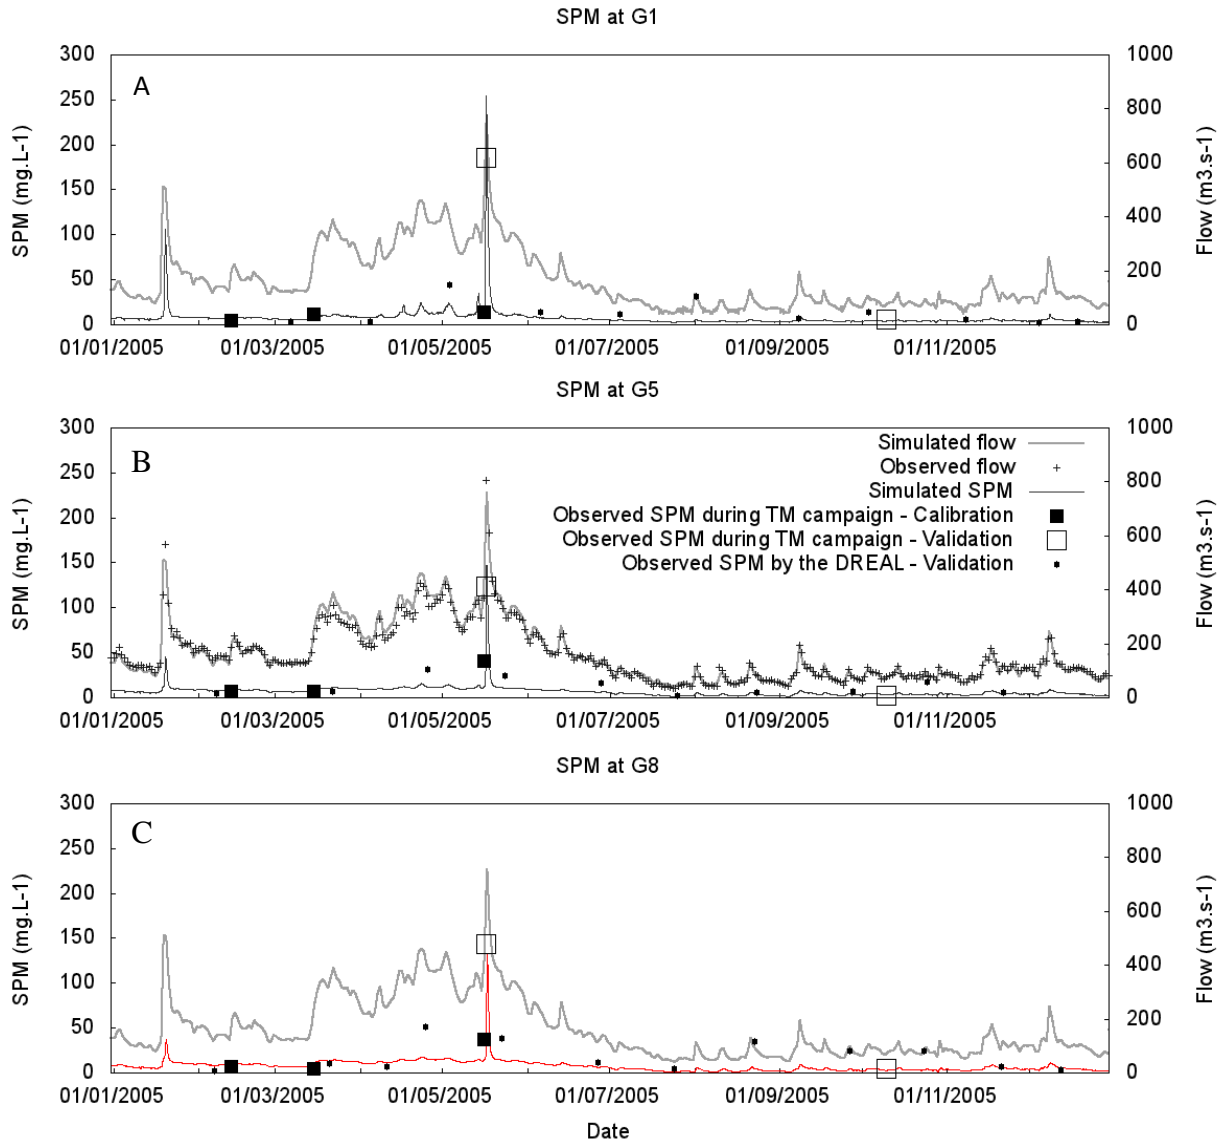 SPM at G1
A
SPM (mg.L-1)
Flow (m3.s-1)
300
250
200
150
100
50
0
1000
800
600
400
200
0
01/01/2005 01/03/2005 01/05/2005 01/07/2005 01/09/2005 01/11/2005
SPM at G5
B
SPM (mg.L-1)
Flow (m3.s-1)
300
250
200
150
100
50
0
1000
800
600
400
200
0
Simulated flow
Observed flow
Simulated SPM
Observed SPM during TM campaign - Calibration
Observed SPM during TM campaign - Validation
Observed SPM by the DREAL - Validation
01/01/2005 01/03/2005 01/05/2005 01/07/2005 01/09/2005 01/11/2005
SPM at G8
C
SPM (mg.L-1)
Flow (m3.s-1)
300
250
200
150
100
50
0
1000
800
600
400
200
0
01/01/2005 01/03/2005 01/05/2005 01/07/2005 01/09/2005 01/11/2005
Date